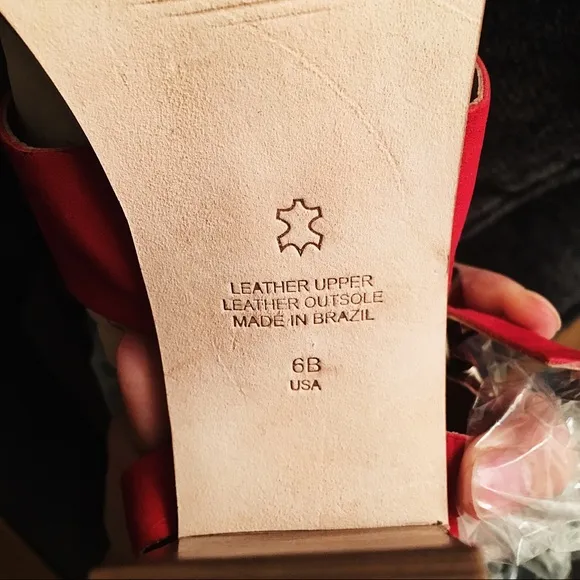 LEATHER UPPER
LEATHER OUTSOLE
MADE IN BRAZIL
6B
USA